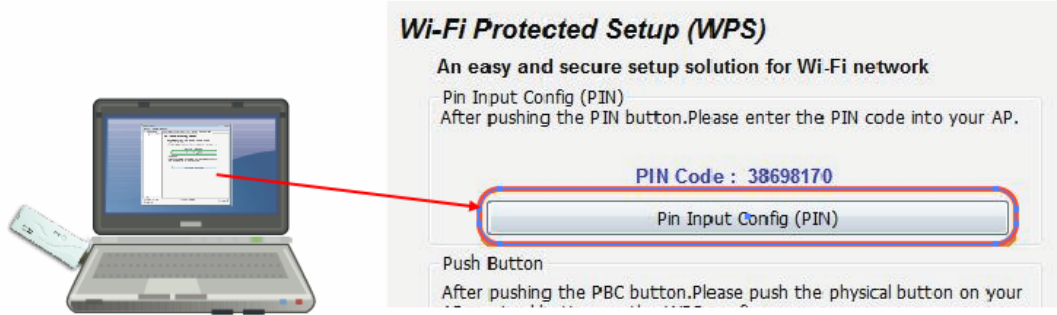 Wi-Fi Protected Setup (WPS)
An easy and secure setup solution for Wi-Fi network
Pin Input Config (PIN)
After pushing the PIN button.Please enter the PIN code into your AP.
PIN Code : 38698170
Pin Input Config (PIN)
Push Button
After pushing the PBC button.Please push the physical button on your